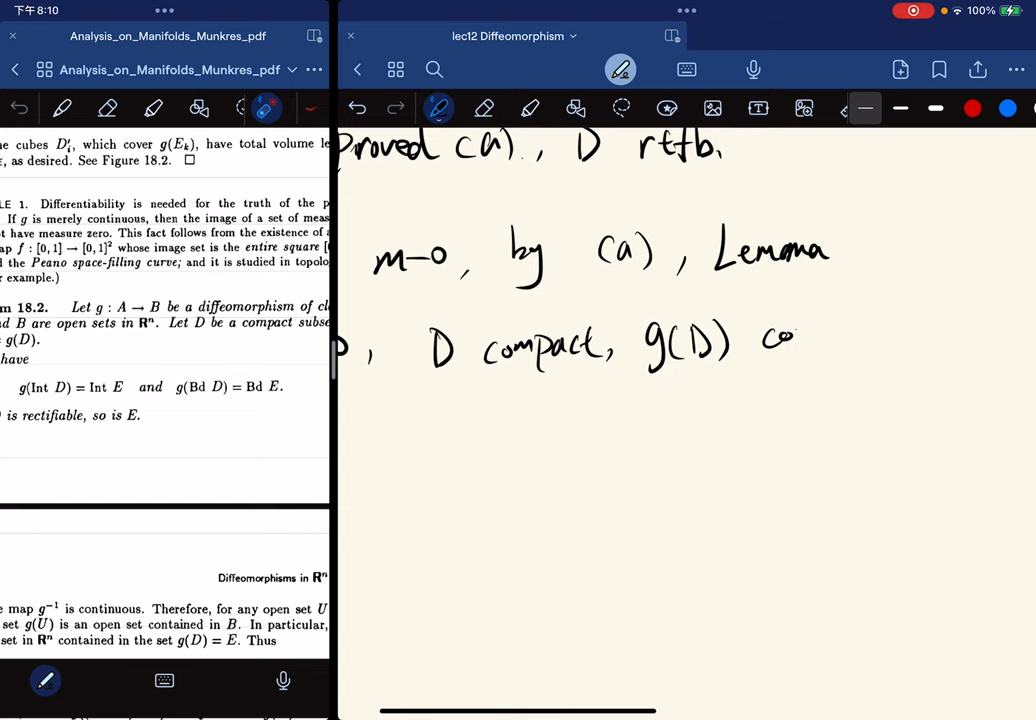 下午8:10
100%
Analysis_on_Manifolds_Munkres_pdf
lec12 Diffeomorphism
Analysis_on_Manifolds_Munkres_pdf
T
ne cubes D'i, which cover g(Ek), have total volume le
, as desired. See Figure 18.2. □
LE 1. Differentiability is needed for the truth of the p
If g is merely continuous, then the image of a set of meas
t have measure zero. This fact follows from the existence of
ap f : [0,1] → [0,1]² whose image set is the entire square [
d the Peano space-filling curve; and it is studied in topolo
r example.)
m 18.2. Let g : A → B be a diffeomorphism of cl
nd B are open sets in Rⁿ. Let D be a compact subse
g(D).
have
g(Int D) = Int E and g(Bd D) = Bd E.
is rectifiable, so is E.
Diffeomorphisms in Rⁿ
e map g⁻¹ is continuous. Therefore, for any open set U
set g(U) is an open set contained in B. In particular,
set in Rⁿ contained in the set g(D) = E. Thus
proved (a), D rtfb.
m-0, by (a), Lemma
D compact, g(D) co